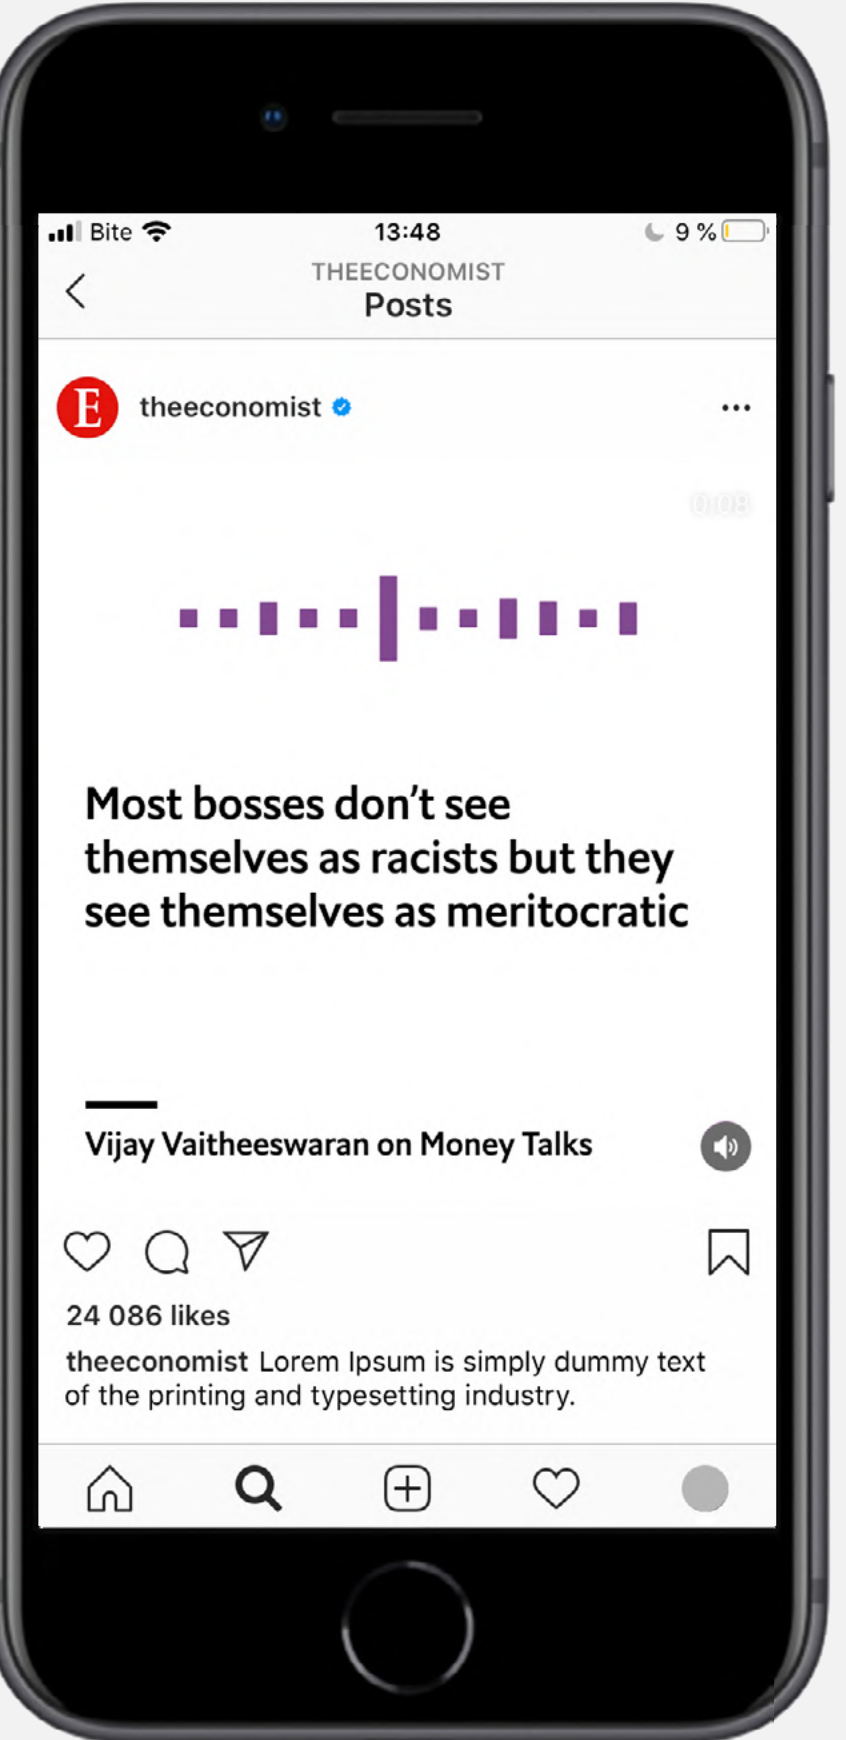 Bite 13:48 9 %
THEECONOMIST
Posts
E theeconomist
0:08
Most bosses don't see
themselves as racists but they
see themselves as meritocratic
Vijay Vaitheeswaran on Money Talks
24 086 likes
theeconomist Lorem Ipsum is simply dummy text
of the printing and typesetting industry.